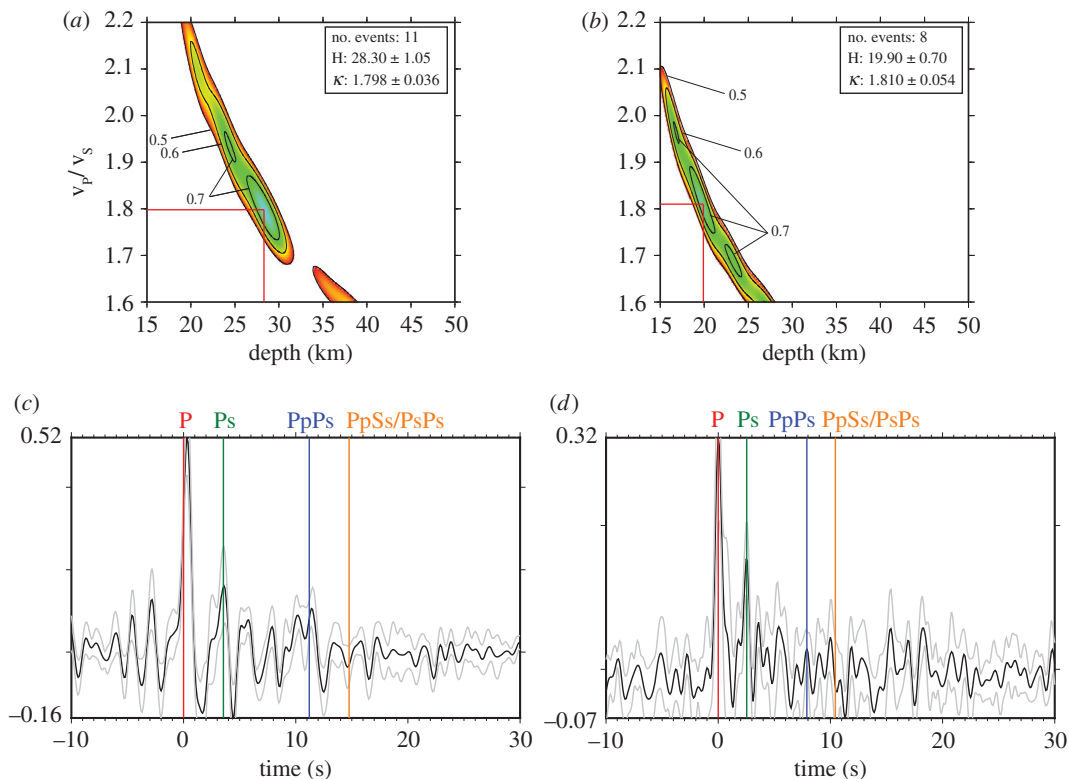 (a)
no. events: 11
H: 28.30 ± 1.05
κ: 1.798 ± 0.036
2.2
2.1
2.0
1.9
1.8
1.7
1.6
vP/vS
0.5
0.6
0.7
15 20 25 30 35 40 45 50
depth (km)
(b)
no. events: 8
H: 19.90 ± 0.70
κ: 1.810 ± 0.054
2.2
2.1
2.0
1.9
1.8
1.7
1.6
0.5
0.6
0.7
15 20 25 30 35 40 45 50
depth (km)
(c)
P Ps PpPs PpSs/PsPs
0.52
−0.16
−10 0 10 20 30
time (s)
(d)
P Ps PpPs PpSs/PsPs
0.32
−0.07
−10 0 10 20 30
time (s)